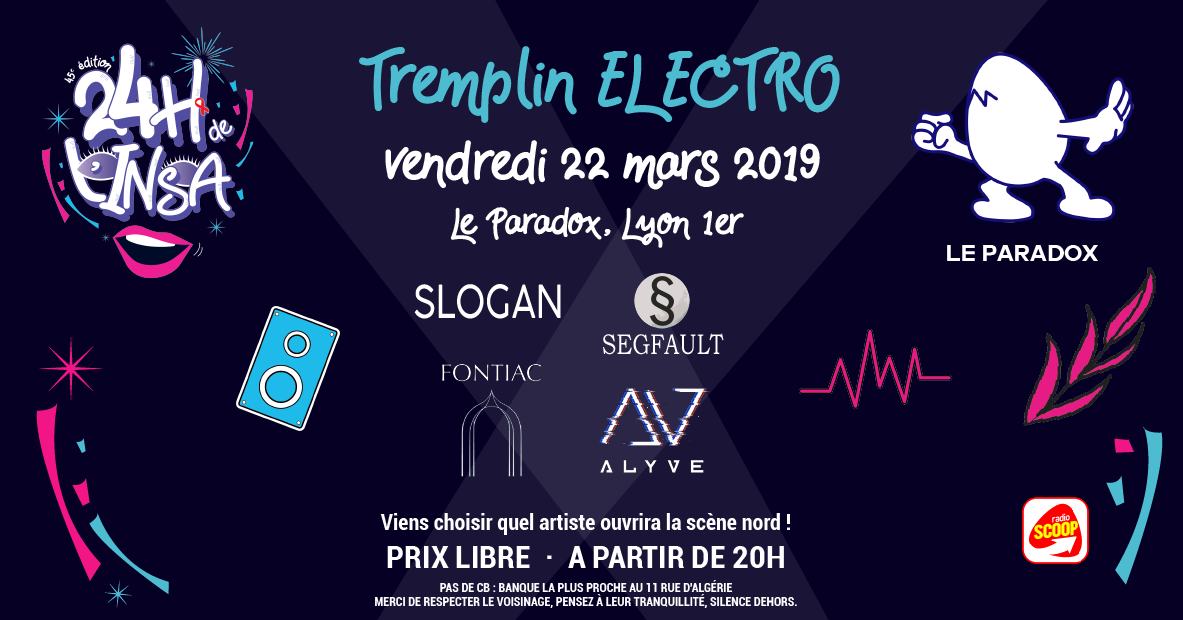 45e édition
24H
de
L'INSA
Tremplin ELECTRO
vendredi 22 mars 2019
Le Paradox, Lyon 1er
LE PARADOX
SLOGAN
SEGFAULT
FONTIAC
AV
ALYVE
radio
SCOOP
Viens choisir quel artiste ouvrira la scène nord !
PRIX LIBRE · A PARTIR DE 20H
PAS DE CB : BANQUE LA PLUS PROCHE AU 11 RUE D'ALGÉRIE
MERCI DE RESPECTER LE VOISINAGE, PENSEZ À LEUR TRANQUILLITÉ, SILENCE DEHORS.